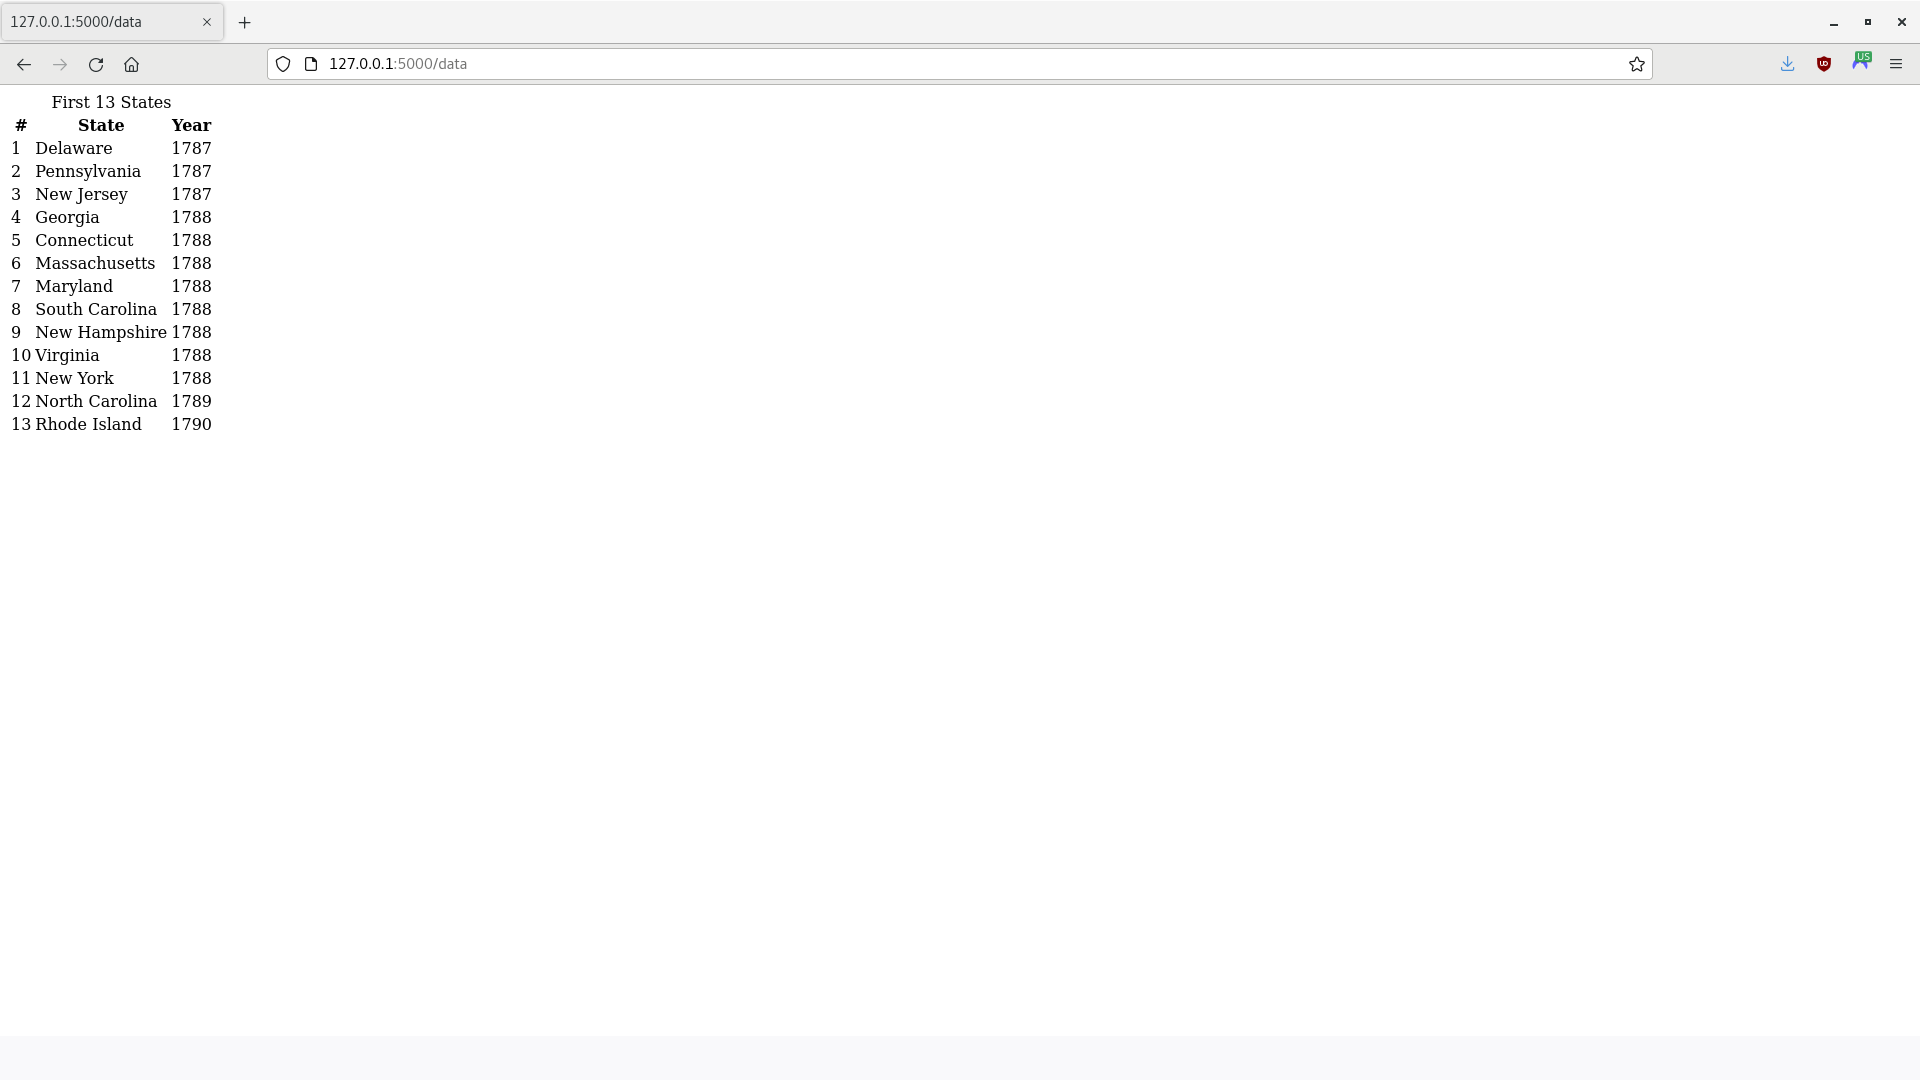 127.0.0.1:5000/data
127.0.0.1:5000/data
US
First 13 States
# State Year
1 Delaware 1787
2 Pennsylvania 1787
3 New Jersey 1787
4 Georgia 1788
5 Connecticut 1788
6 Massachusetts 1788
7 Maryland 1788
8 South Carolina 1788
9 New Hampshire 1788
10 Virginia 1788
11 New York 1788
12 North Carolina 1789
13 Rhode Island 1790